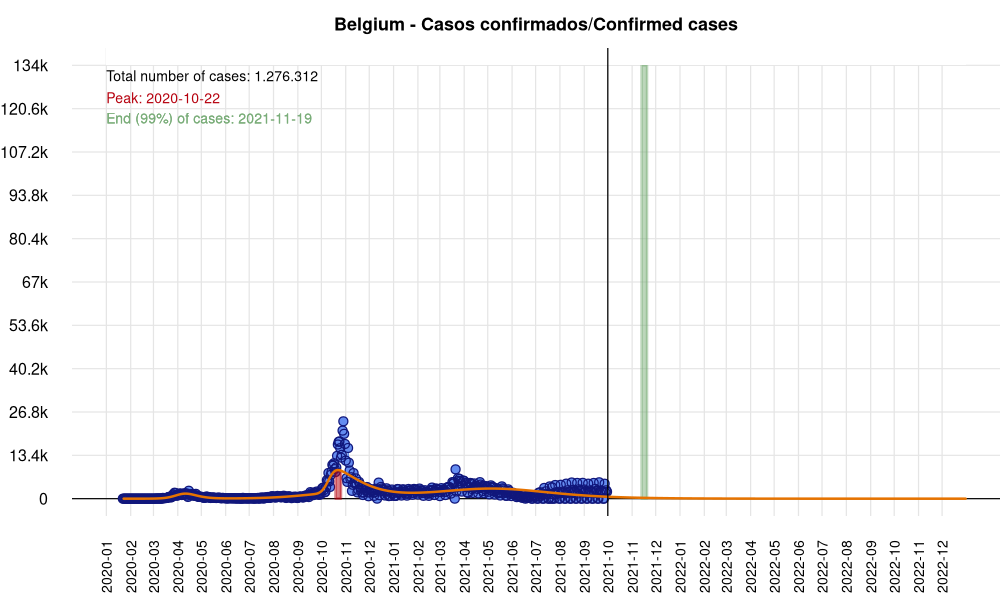 Belgium - Casos confirmados/Confirmed cases
134k
Total number of cases: 1.276.312
Peak: 2020-10-22
End (99%) of cases: 2021-11-19
120.6k
107.2k
93.8k
80.4k
67k
53.6k
40.2k
26.8k
13.4k
0
2020-01
2020-02
2020-03
2020-04
2020-05
2020-06
2020-07
2020-08
2020-09
2020-10
2020-11
2020-12
2021-01
2021-02
2021-03
2021-04
2021-05
2021-06
2021-07
2021-08
2021-09
2021-10
2021-11
2021-12
2022-01
2022-02
2022-03
2022-04
2022-05
2022-06
2022-07
2022-08
2022-09
2022-10
2022-11
2022-12